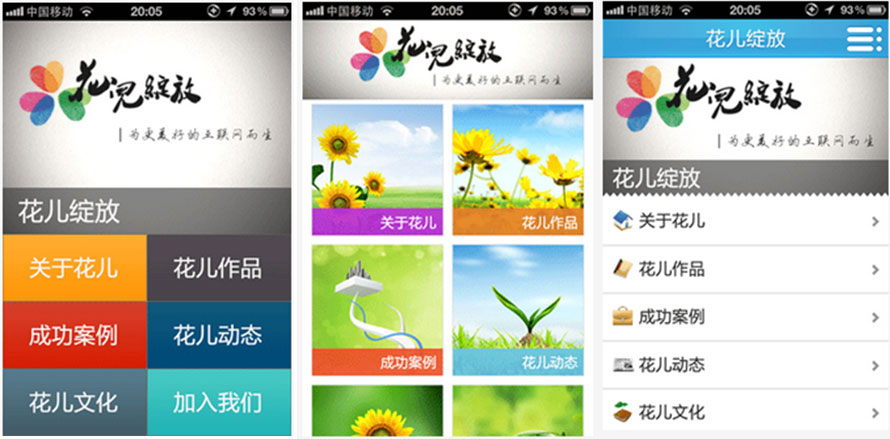 中国移动 20:05 93%
花儿绽放
为更美好的互联网而生
花儿绽放
关于花儿 花儿作品
成功案例 花儿动态
花儿文化 加入我们
中国移动 20:05 93%
花儿绽放
为更美好的互联网而生
关于花儿 花儿作品
成功案例 花儿动态
中国移动 20:05 93%
花儿绽放
花儿绽放
为更美好的互联网而生
花儿绽放
关于花儿
花儿作品
成功案例
花儿动态
花儿文化